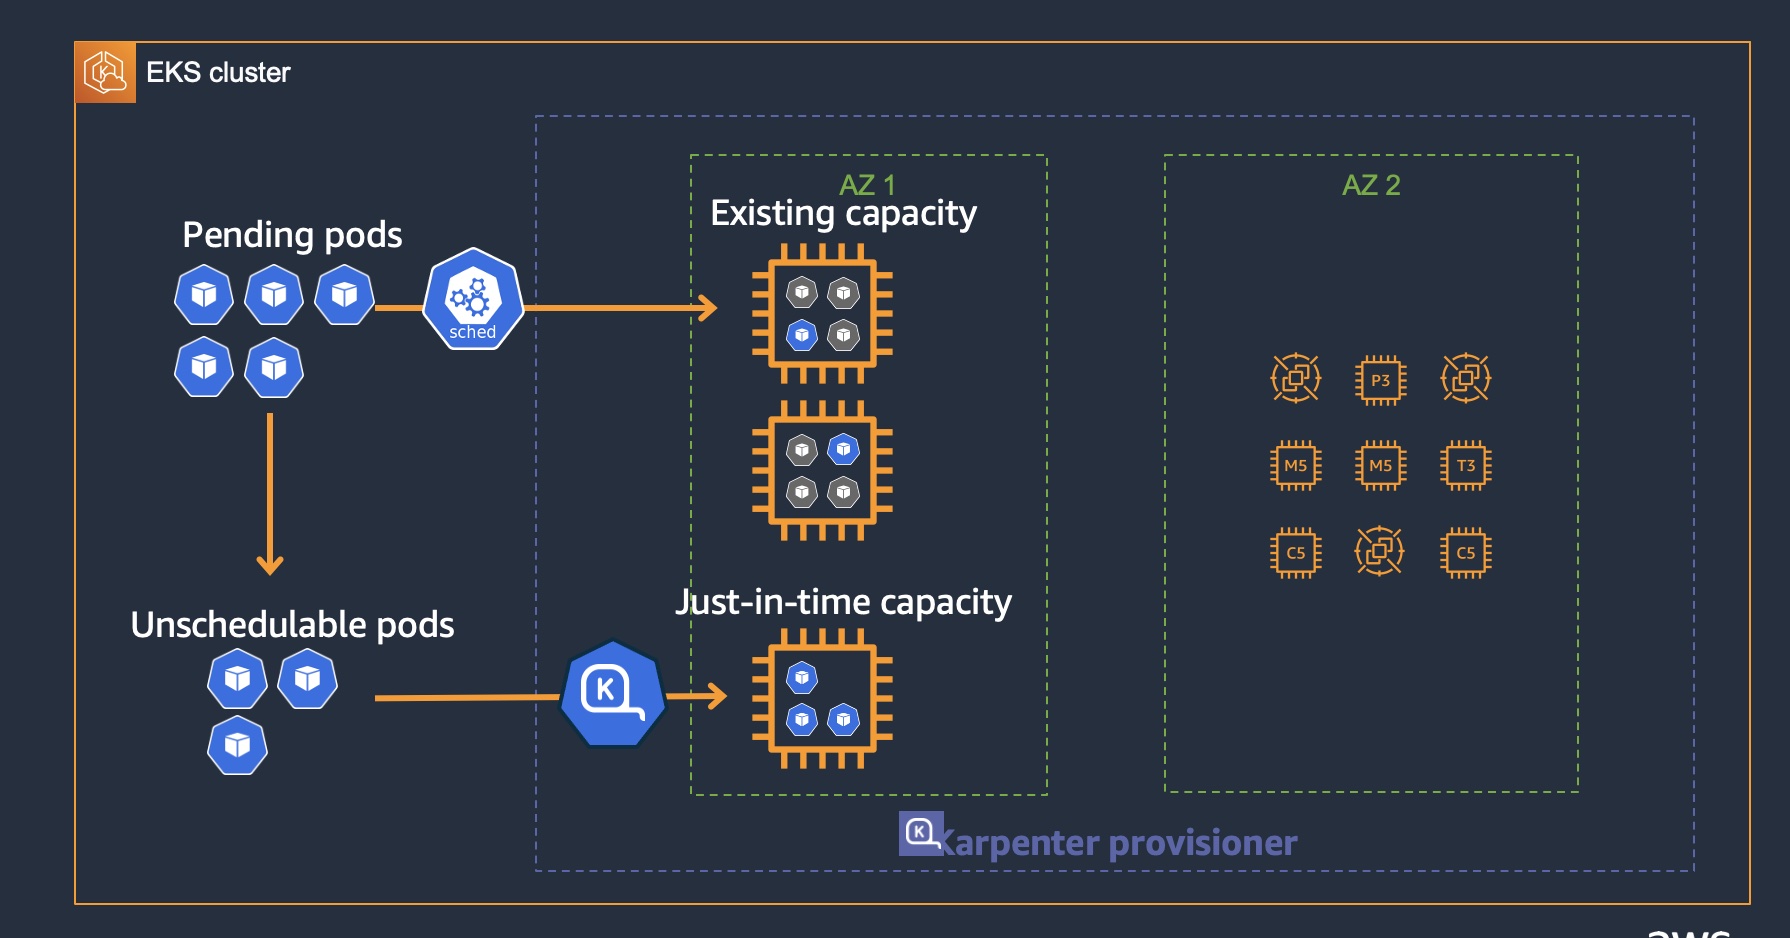 EKS cluster
AZ 1
AZ 2
Existing capacity
Pending pods
sched
P3
M5
M5
T3
C5
C5
Just-in-time capacity
Unschedulable pods
K
K
Karpenter provisioner
aws